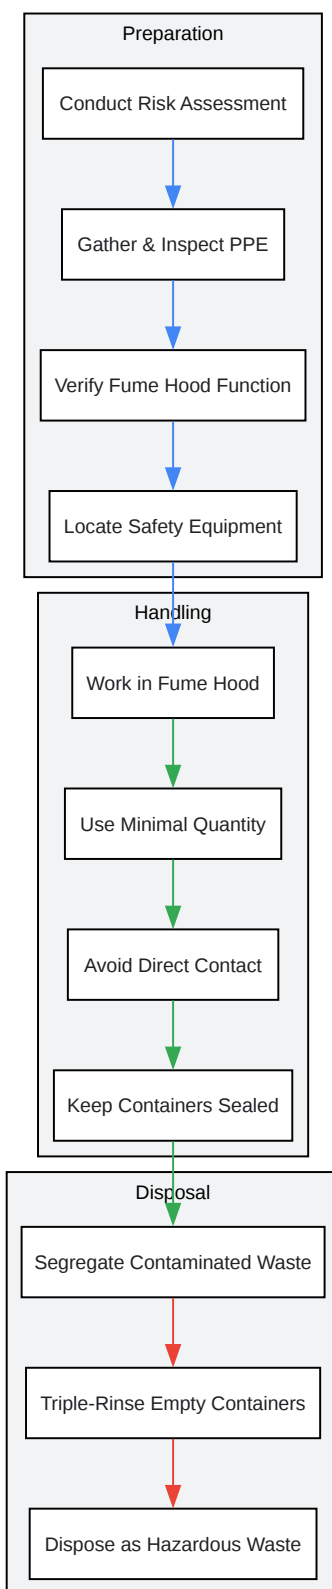 Preparation
Conduct Risk Assessment
Gather & Inspect PPE
Verify Fume Hood Function
Locate Safety Equipment
Handling
Work in Fume Hood
Use Minimal Quantity
Avoid Direct Contact
Keep Containers Sealed
Disposal
Segregate Contaminated Waste
Triple-Rinse Empty Containers
Dispose as Hazardous Waste